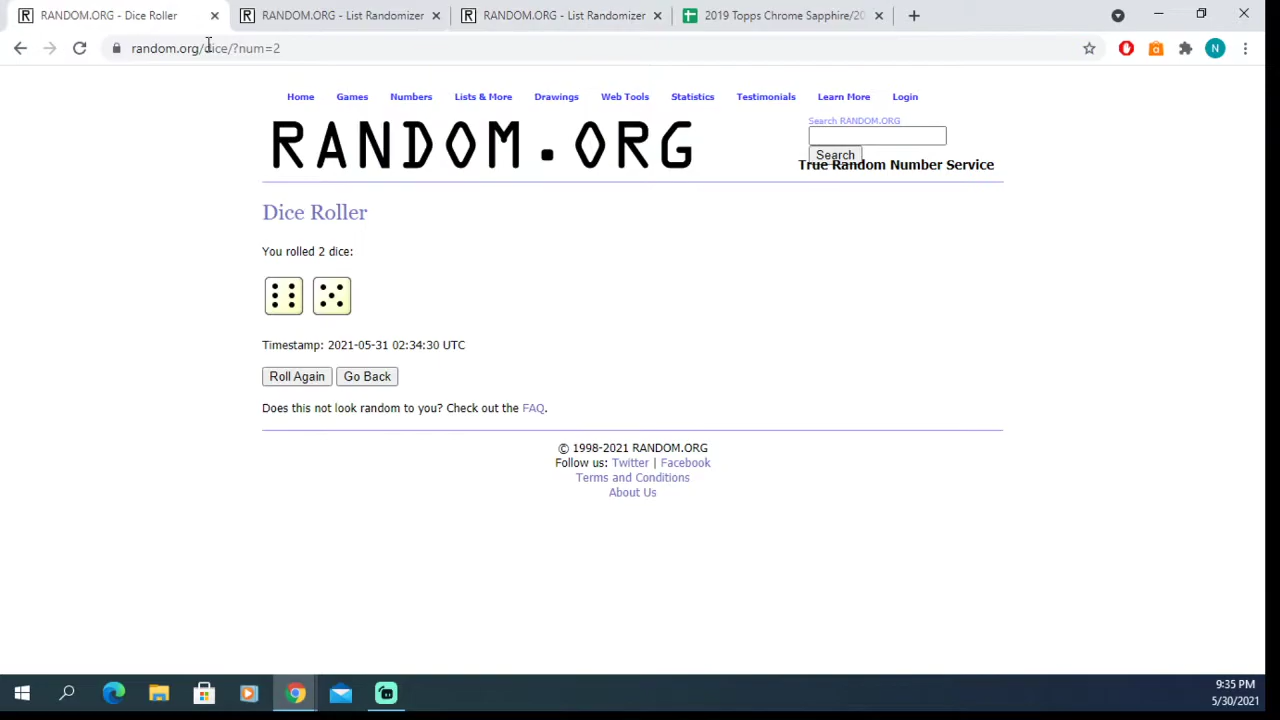 RANDOM.ORG - Dice Roller
RANDOM.ORG - List Randomizer
RANDOM.ORG - List Randomizer
2019 Topps Chrome Sapphire/20
random.org/dice/?num=2
N
Home Games Numbers Lists & More Drawings Web Tools Statistics Testimonials Learn More Login
RANDOM.ORG
Search RANDOM.ORG
Search
True Random Number Service
Dice Roller
You rolled 2 dice:
Timestamp: 2021-05-31 02:34:30 UTC
Roll Again Go Back
Does this not look random to you? Check out the FAQ.
© 1998-2021 RANDOM.ORG
Follow us: Twitter | Facebook
Terms and Conditions
About Us
9:35 PM
5/30/2021